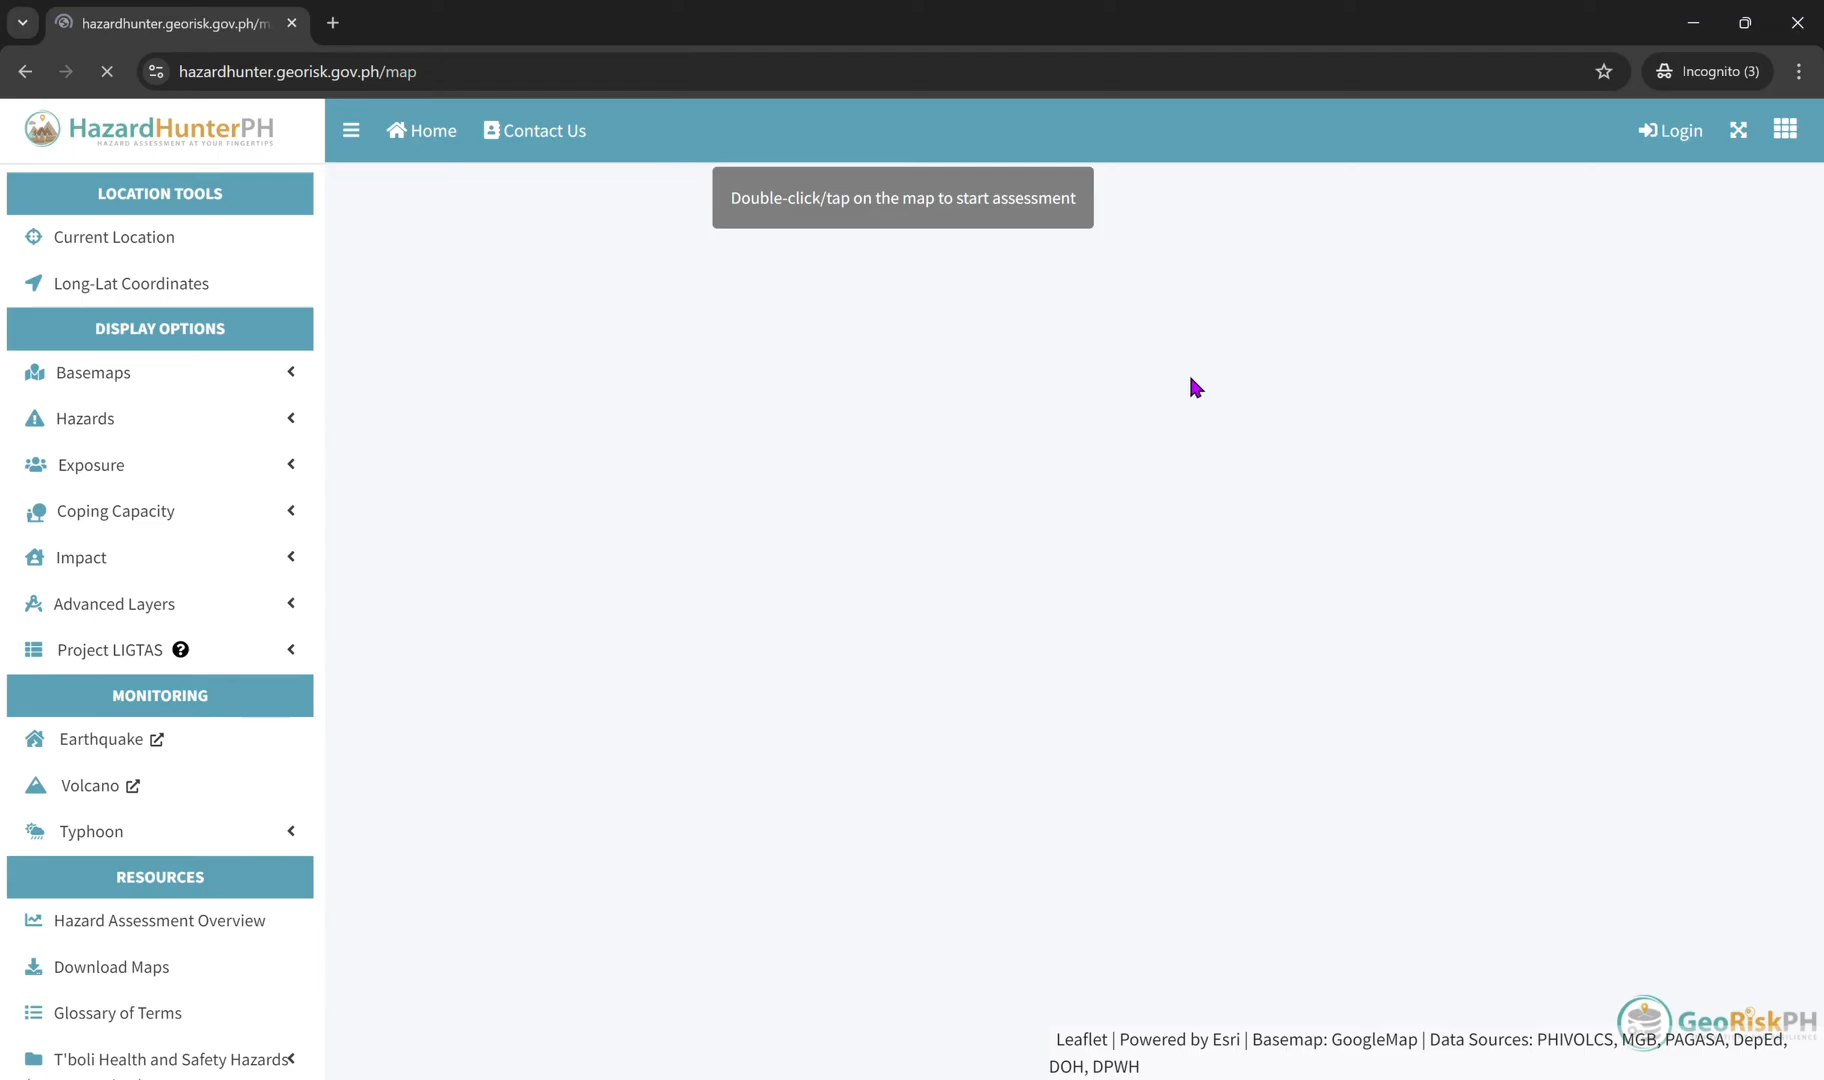 hazardhunter.georisk.gov.ph/m
hazardhunter.georisk.gov.ph/map
Incognito (3)
HazardHunterPH
HAZARD ASSESSMENT AT YOUR FINGERTIPS
Home
Contact Us
Login
Double-click/tap on the map to start assessment
LOCATION TOOLS
Current Location
Long-Lat Coordinates
DISPLAY OPTIONS
Basemaps
Hazards
Exposure
Coping Capacity
Impact
Advanced Layers
Project LIGTAS
MONITORING
Earthquake
Volcano
Typhoon
RESOURCES
Hazard Assessment Overview
Download Maps
Glossary of Terms
T'boli Health and Safety Hazards
GeoRiskPH
Leaflet | Powered by Esri | Basemap: GoogleMap | Data Sources: PHIVOLCS, MGB, PAGASA, DepEd,
DOH, DPWH